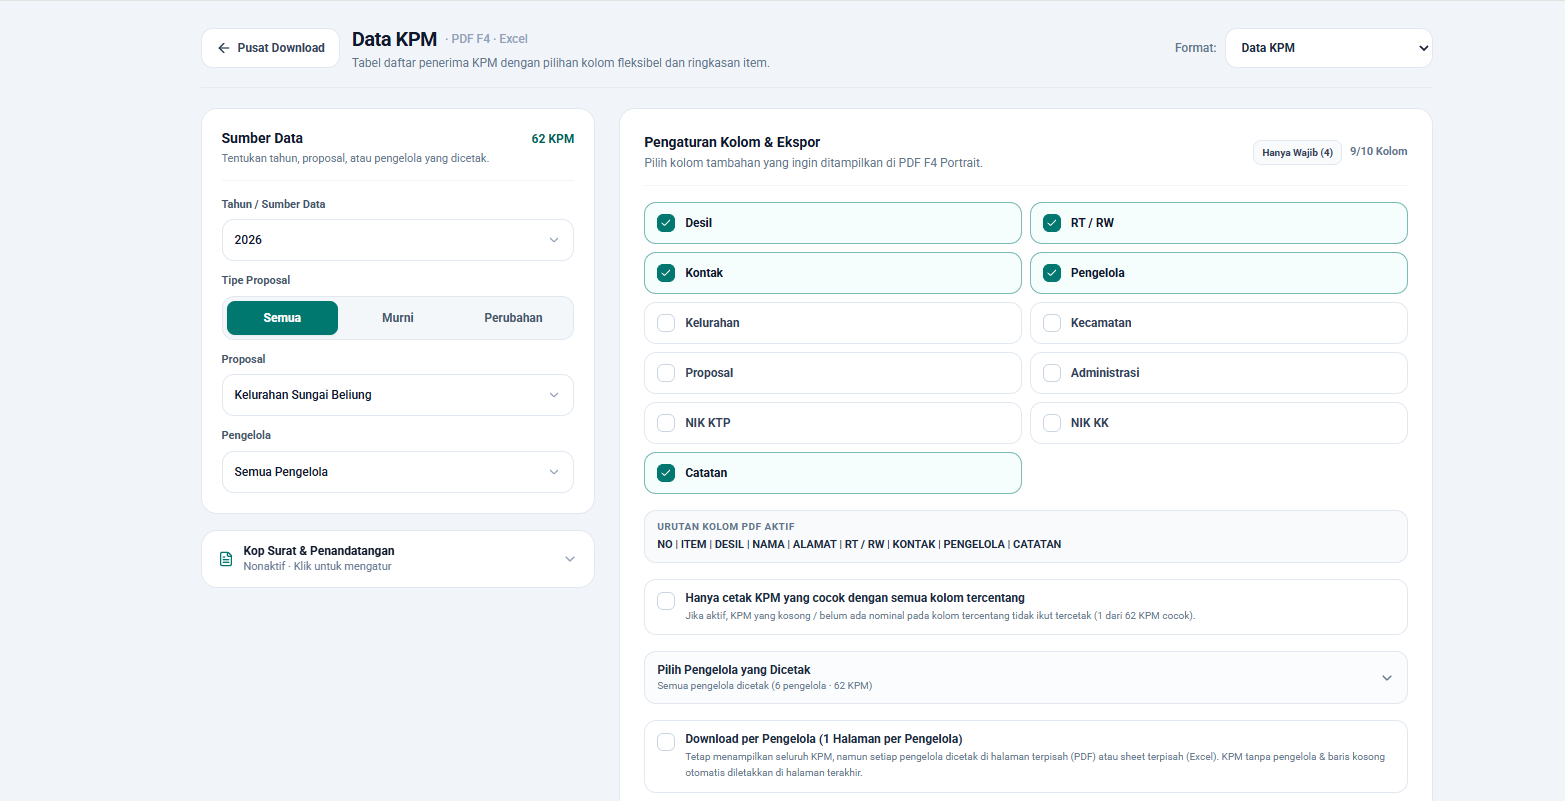 Pusat Download
Data KPM · PDF F4 · Excel
Tabel daftar penerima KPM dengan pilihan kolom fleksibel dan ringkasan item.
Format:
Data KPM
Sumber Data
62 KPM
Tentukan tahun, proposal, atau pengelola yang dicetak.
Tahun / Sumber Data
2026
Tipe Proposal
Semua
Murni
Perubahan
Proposal
Kelurahan Sungai Beliung
Pengelola
Semua Pengelola
Kop Surat & Penandatangan
Nonaktif · Klik untuk mengatur
Pengaturan Kolom & Ekspor
Pilih kolom tambahan yang ingin ditampilkan di PDF F4 Portrait.
Hanya Wajib (4)
9/10 Kolom
Desil
RT / RW
Kontak
Pengelola
Kelurahan
Kecamatan
Proposal
Administrasi
NIK KTP
NIK KK
Catatan
URUTAN KOLOM PDF AKTIF
NO | ITEM | DESIL | NAMA | ALAMAT | RT / RW | KONTAK | PENGELOLA | CATATAN
Hanya cetak KPM yang cocok dengan semua kolom tercentang
Jika aktif, KPM yang kosong / belum ada nominal pada kolom tercentang tidak ikut tercetak (1 dari 62 KPM cocok).
Pilih Pengelola yang Dicetak
Semua pengelola dicetak (6 pengelola · 62 KPM)
Download per Pengelola (1 Halaman per Pengelola)
Tetap menampilkan seluruh KPM, namun setiap pengelola dicetak di halaman terpisah (PDF) atau sheet terpisah (Excel). KPM tanpa pengelola & baris kosong
otomatis diletakkan di halaman terakhir.